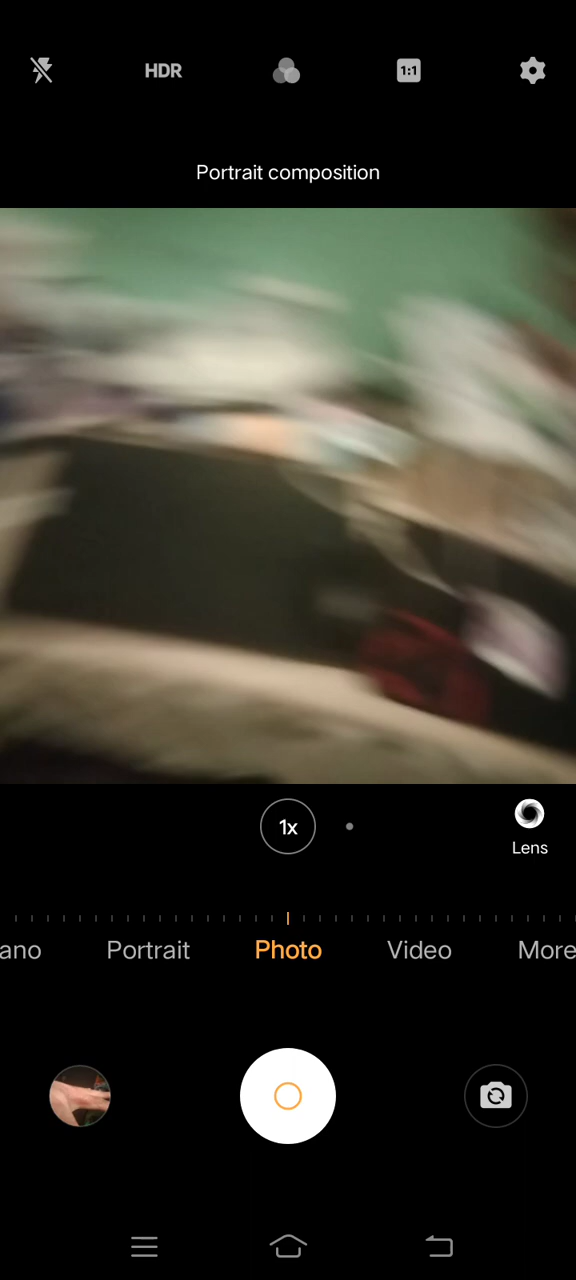 HDR
1:1
Portrait composition
1x
Lens
ano Portrait Photo Video More